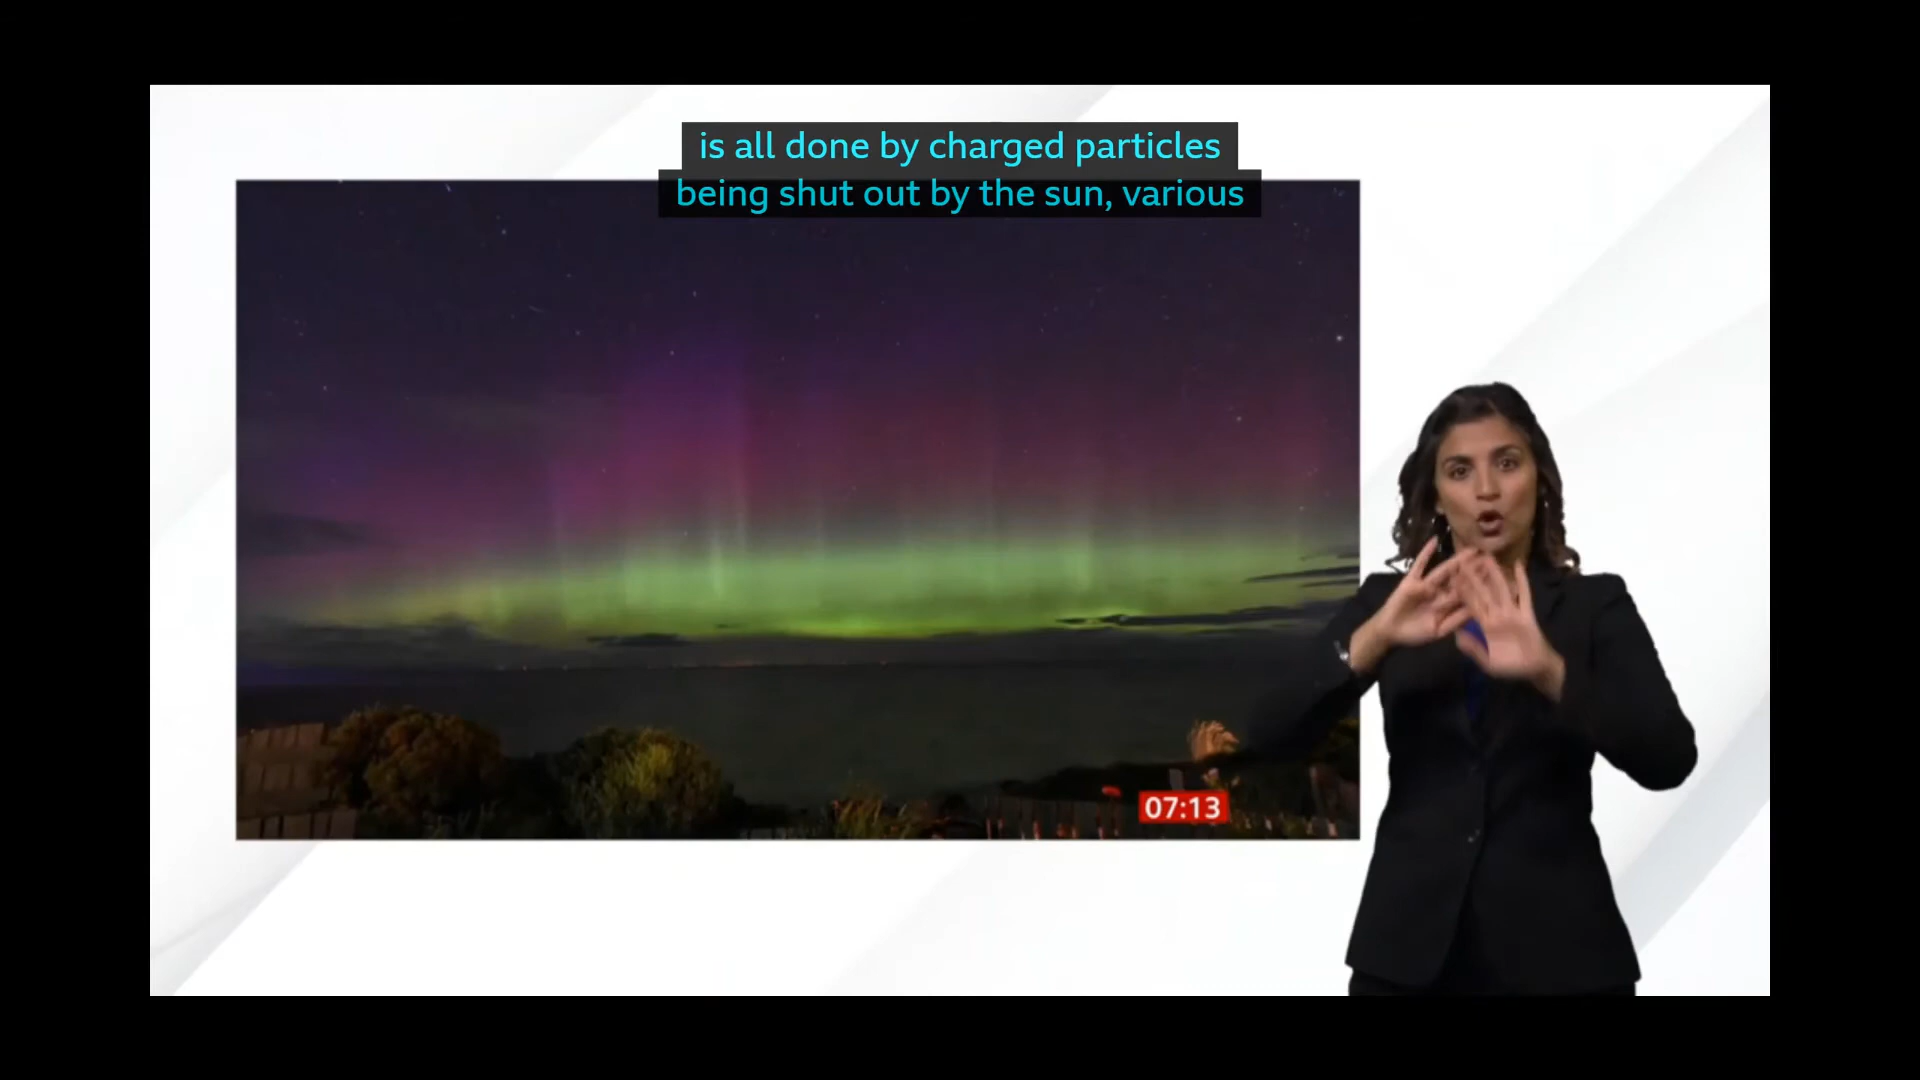 is all done by charged particles
being shut out by the sun, various
07:13